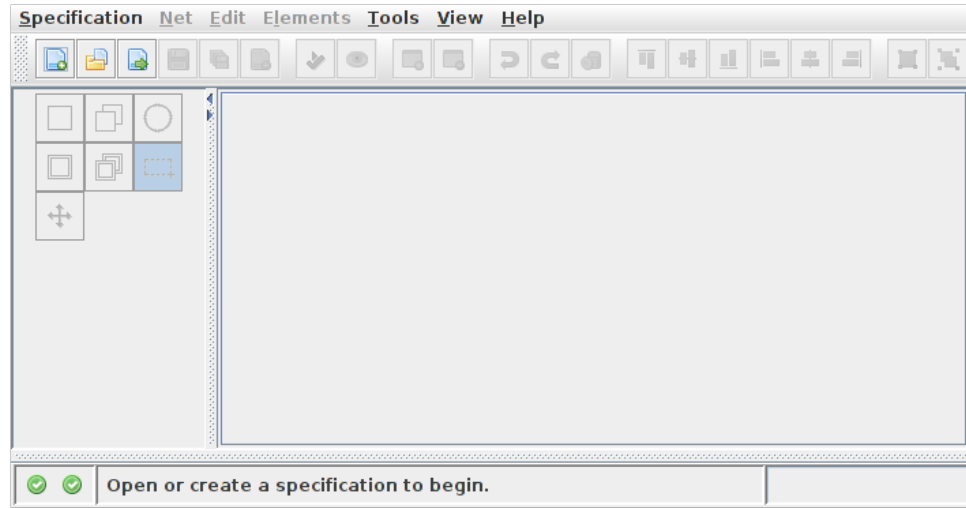 Specification Net Edit Elements Tools View Help
Open or create a specification to begin.